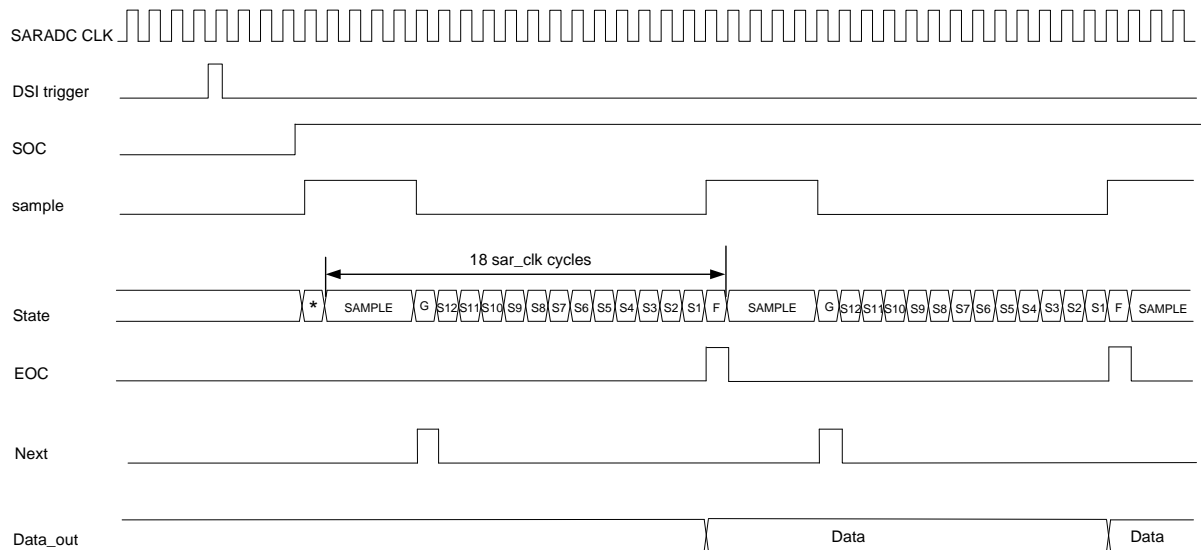 SARADC CLK
DSI trigger
SOC
sample
18 sar_clk cycles
State * SAMPLE G S12 S11 S10 S9 S8 S7 S6 S5 S4 S3 S2 S1 F SAMPLE G S12 S11 S10 S9 S8 S7 S6 S5 S4 S3 S2 S1 F SAMPLE
EOC
Next
Data_out Data Data